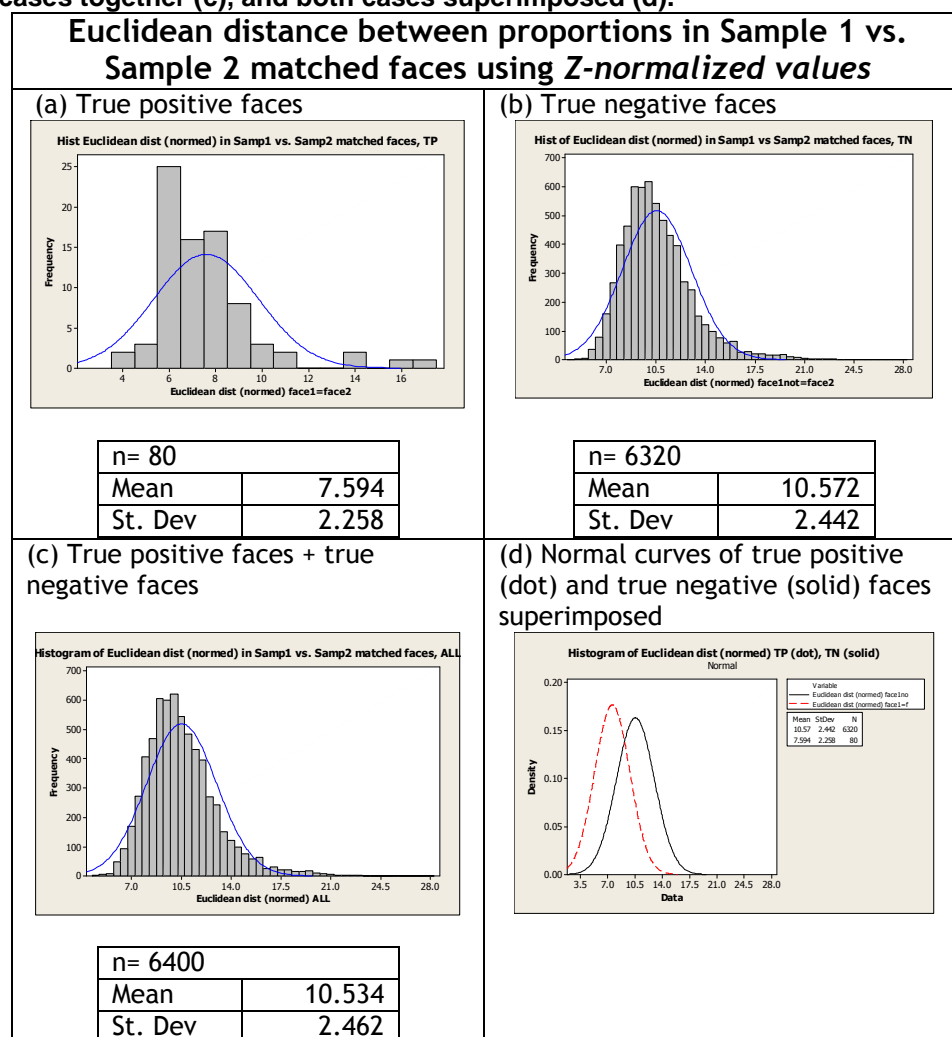 cases together (c), and both cases superimposed (d).
Euclidean distance between proportions in Sample 1 vs.
Sample 2 matched faces using Z-normalized values
(a) True positive faces
Hist Euclidean dist (normed) in Samp1 vs. Samp2 matched faces, TP
25
20
15
10
5
0
Frequency
4 6 8 10 12 14 16
Euclidean dist (normed) face1=face2
n= 80
Mean 7.594
St. Dev 2.258
(b) True negative faces
Hist of Euclidean dist (normed) in Samp1 vs Samp2 matched faces, TN
700
600
500
400
300
200
100
0
Frequency
7.0 10.5 14.0 17.5 21.0 24.5 28.0
Euclidean dist (normed) face1not=face2
n= 6320
Mean 10.572
St. Dev 2.442
(c) True positive faces + true
negative faces
Histogram of Euclidean dist (normed) in Samp1 vs. Samp2 matched faces, ALL
700
600
500
400
300
200
100
0
Frequency
7.0 10.5 14.0 17.5 21.0 24.5 28.0
Euclidean dist (normed) ALL
n= 6400
Mean 10.534
St. Dev 2.462
(d) Normal curves of true positive
(dot) and true negative (solid) faces
superimposed
Histogram of Euclidean dist (normed) TP (dot), TN (solid)
Normal
0.20
0.15
0.10
0.05
0.00
Density
3.5 7.0 10.5 14.0 17.5 21.0 24.5 28.0
Data
Variable
Euclidean dist (normed) face1no
Euclidean dist (normed) face1=f
Mean StDev N
10.57 2.442 6320
7.594 2.258 80